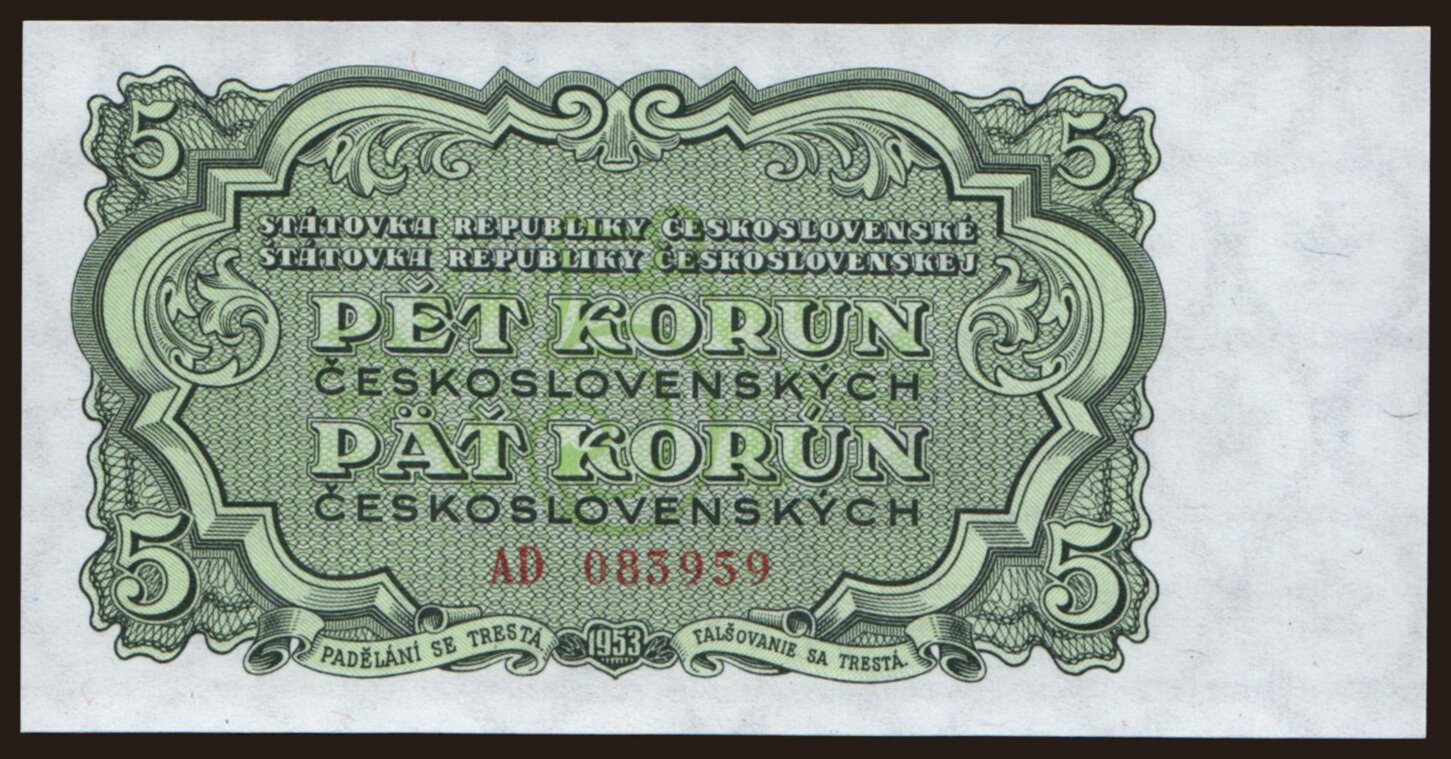 5 5
STÁTOVKA REPUBLIKY ČESKOSLOVENSKÉ
ŠTÁTOVKA REPUBLIKY ČESKOSLOVENSKEJ
PĚT KORUN
ČESKOSLOVENSKÝCH
PÄŤ KORÚN
ČESKOSLOVENSKÝCH
AD 083959
5 5
PADĚLÁNÍ SE TRESTÁ. 1953 FALŠOVANIE SA TRESTÁ.